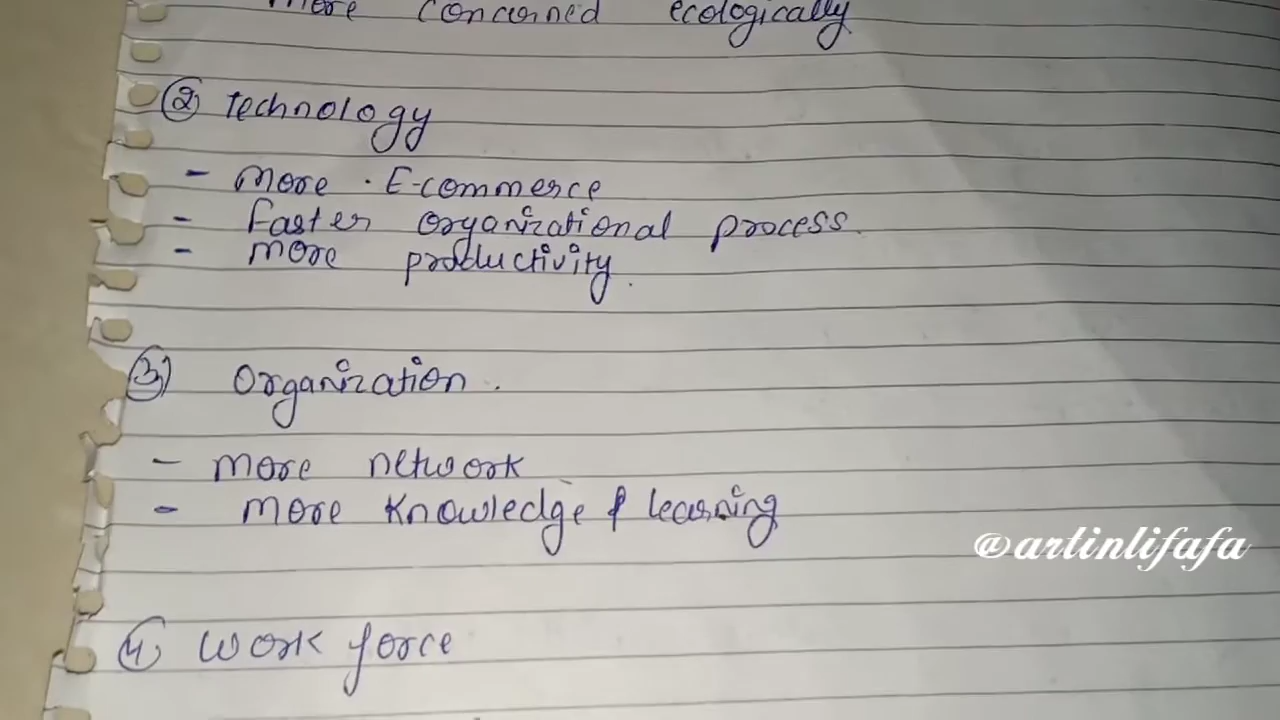 more concerned ecologically
② technology
- more · E-commerce
- Faster organizational process.
- more productivity.
③ Organization.
- more network
- more knowledge & learning
@artinlifafa
④ work force